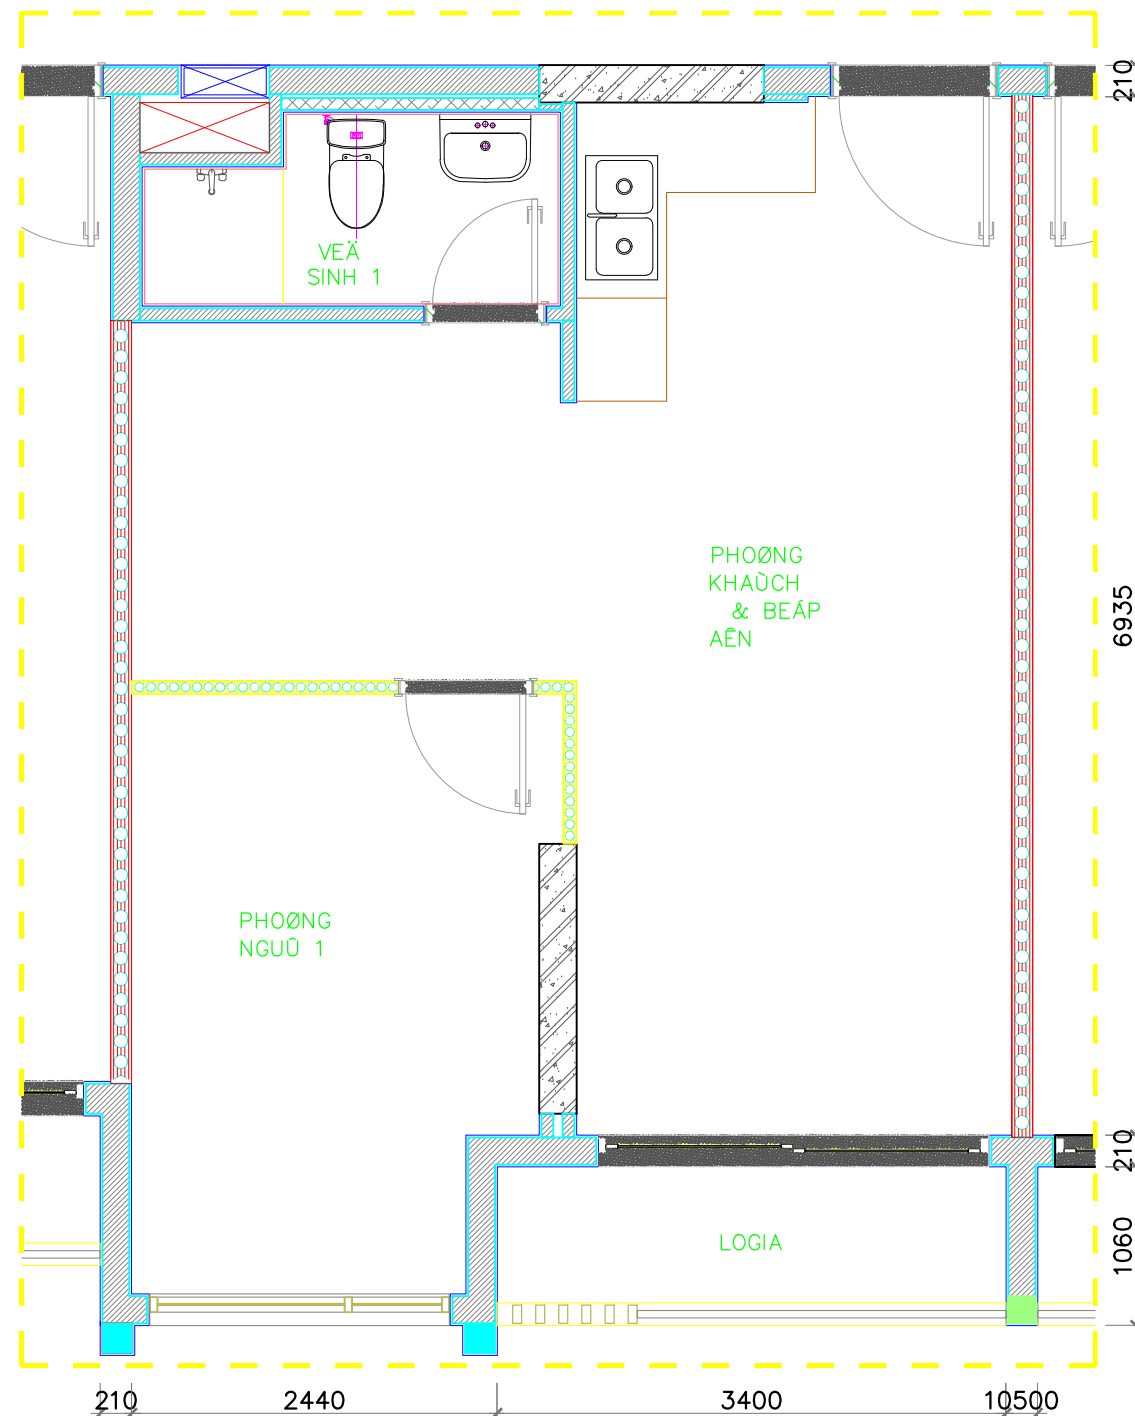 210
VEÄ
SINH 1
PHOØNG
KHAÙCH
& BEÁP
AÊN
6935
PHOØNG
NGUÛ 1
210
LOGIA
1060
210
2440
3400
10500